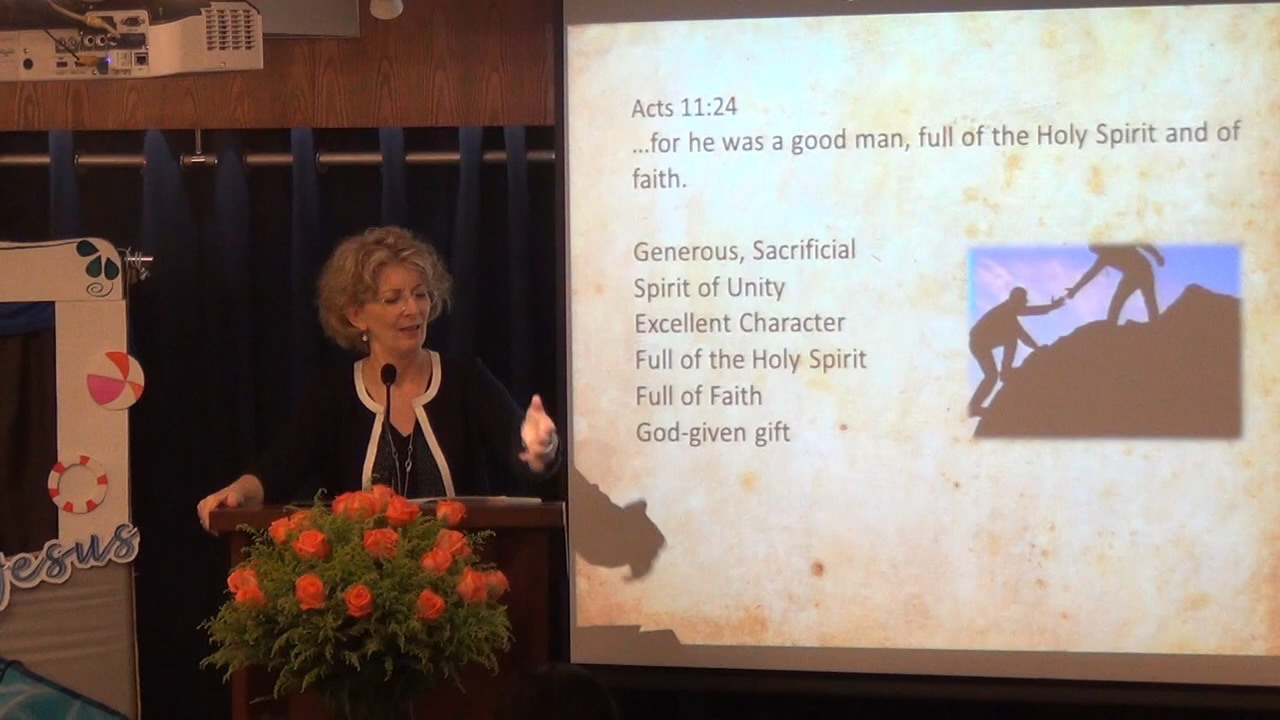 Acts 11:24
...for he was a good man, full of the Holy Spirit and of
faith.
Generous, Sacrificial
Spirit of Unity
Excellent Character
Full of the Holy Spirit
Full of Faith
God-given gift
Jesus